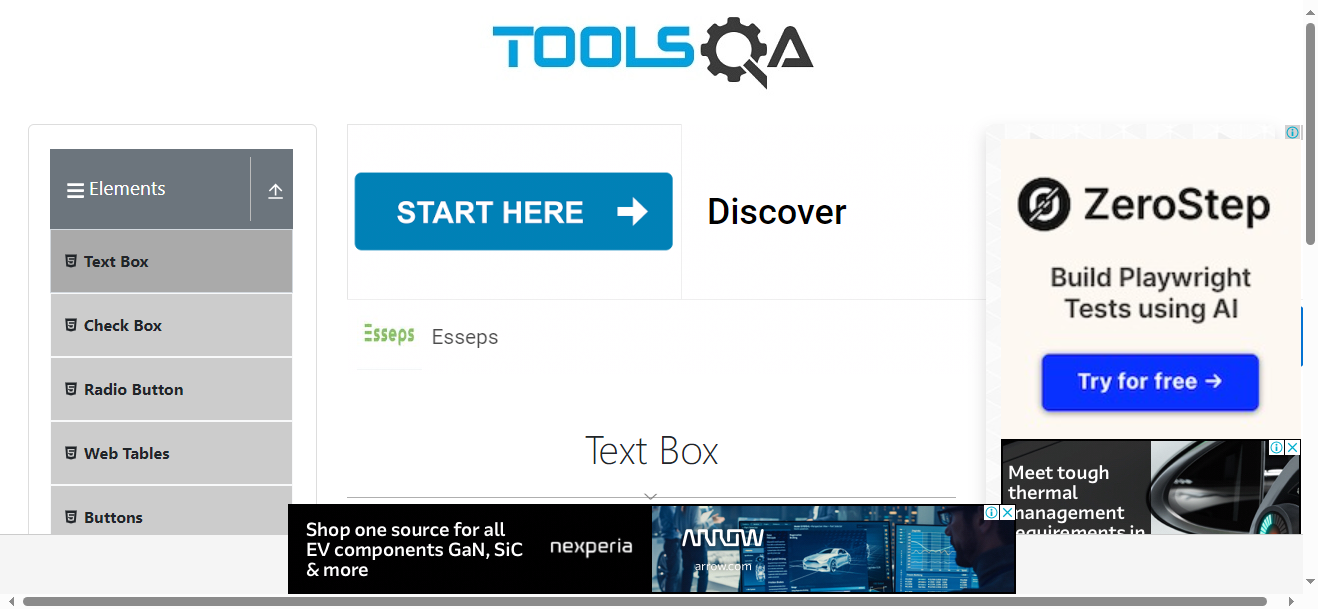 TOOLSQA
Elements
Text Box
Check Box
Radio Button
Web Tables
Buttons
START HERE
Discover
Esseps
Esseps
Text Box
ZeroStep
Build Playwright
Tests using AI
Try for free →
Meet tough
thermal
management
requirements in
Shop one source for all
EV components GaN, SiC
& more
nexperia
ARROW
arrow.com